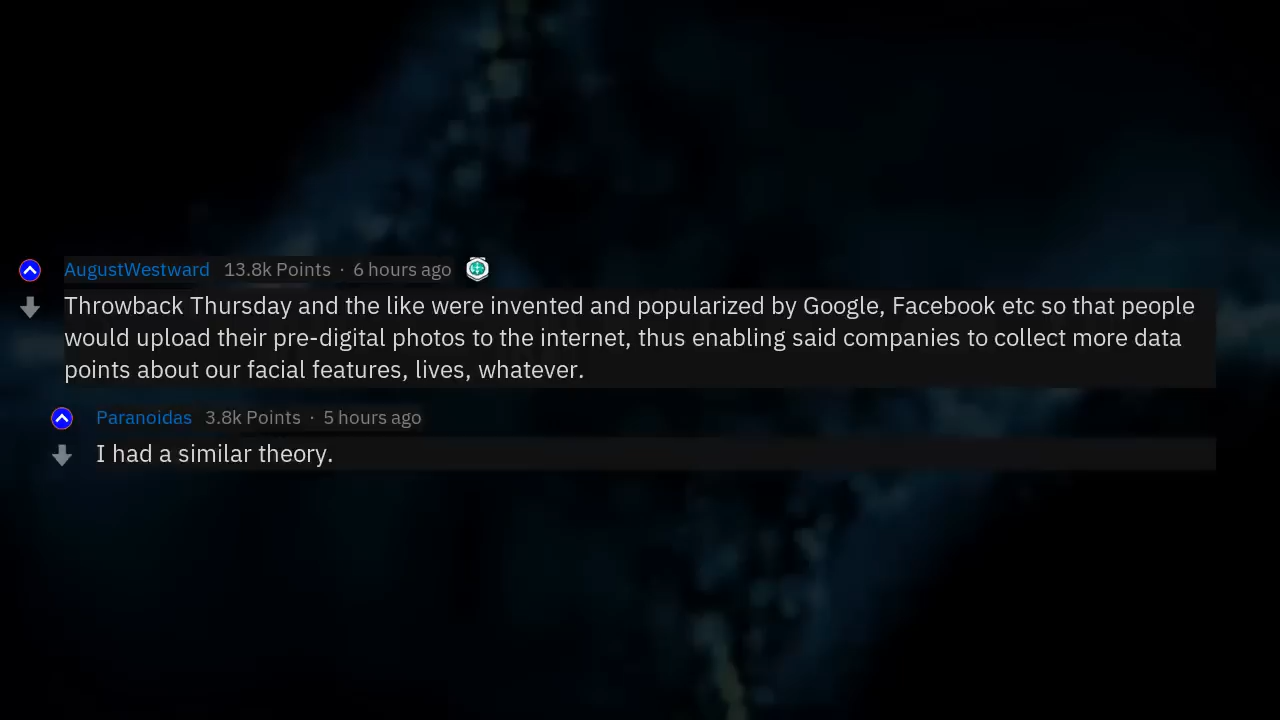 AugustWestward 13.8k Points · 6 hours ago
Throwback Thursday and the like were invented and popularized by Google, Facebook etc so that people
would upload their pre-digital photos to the internet, thus enabling said companies to collect more data
points about our facial features, lives, whatever.
Paranoidas 3.8k Points · 5 hours ago
I had a similar theory.